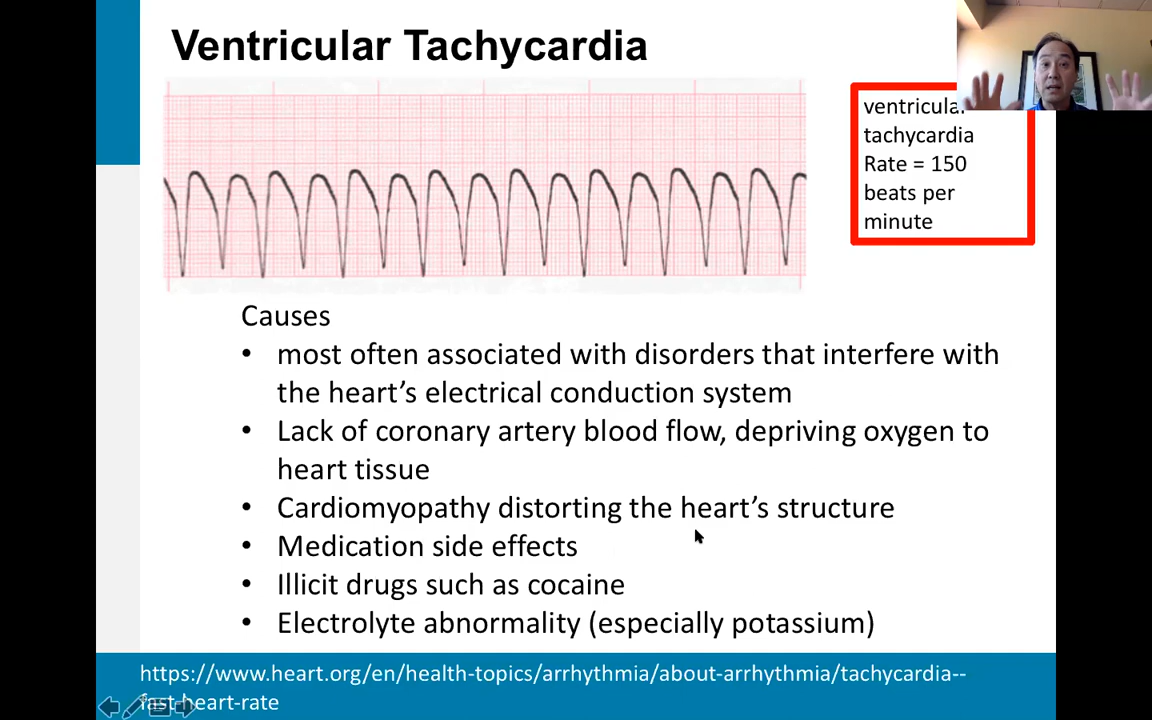 Ventricular Tachycardia
ventricular
tachycardia
Rate = 150
beats per
minute
Causes
• most often associated with disorders that interfere with
the heart’s electrical conduction system
• Lack of coronary artery blood flow, depriving oxygen to
heart tissue
• Cardiomyopathy distorting the heart’s structure
• Medication side effects
• Illicit drugs such as cocaine
• Electrolyte abnormality (especially potassium)
https://www.heart.org/en/health-topics/arrhythmia/about-arrhythmia/tachycardia--
fast-heart-rate